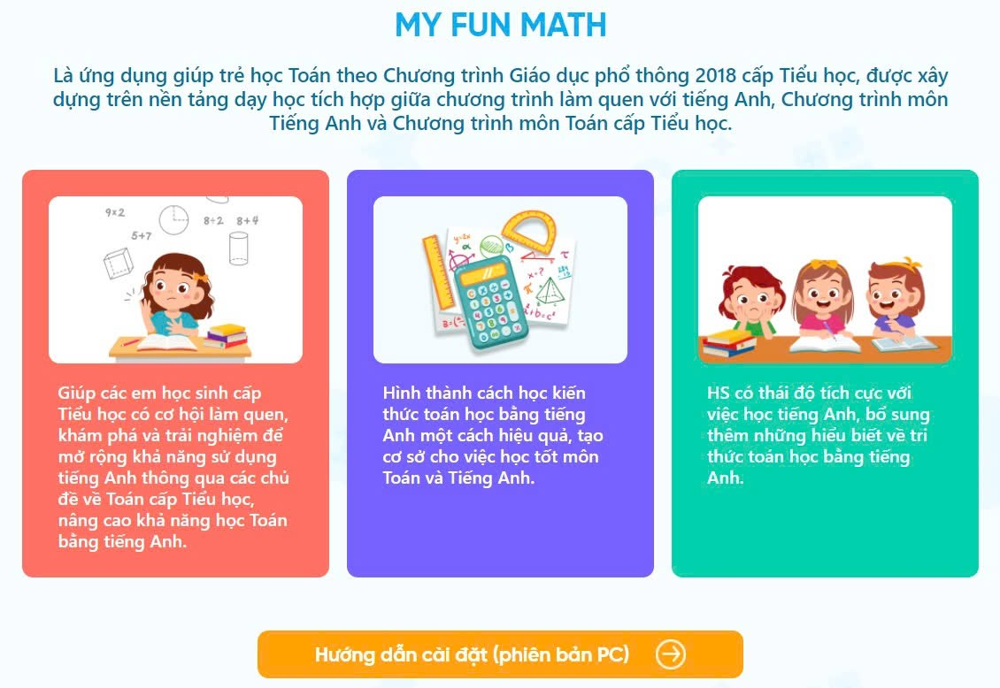 MY FUN MATH
Là ứng dụng giúp trẻ học Toán theo Chương trình Giáo dục phổ thông 2018 cấp Tiểu học, được xây
dựng trên nền tảng dạy học tích hợp giữa chương trình làm quen với tiếng Anh, Chương trình môn
Tiếng Anh và Chương trình môn Toán cấp Tiểu học.
9×2
8÷2 8+4
5+7
Giúp các em học sinh cấp
Tiểu học có cơ hội làm quen,
khám phá và trải nghiệm để
mở rộng khả năng sử dụng
tiếng Anh thông qua các chủ
đề về Toán cấp Tiểu học,
nâng cao khả năng học Toán
bằng tiếng Anh.
y=2x
α
x=?
π
Hình thành cách học kiến
thức toán học bằng tiếng
Anh một cách hiệu quả, tạo
cơ sở cho việc học tốt môn
Toán và Tiếng Anh.
HS có thái độ tích cực với
việc học tiếng Anh, bổ sung
thêm những hiểu biết về tri
thức toán học bằng tiếng
Anh.
Hướng dẫn cài đặt (phiên bản PC)